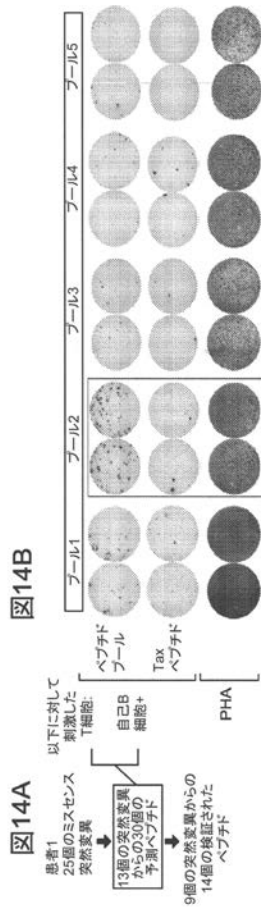 図14A
患者1
25個のミスセンス
突然変異
13個の突然変異
からの30個の
予測ペプチド
9個の突然変異からの
14個の検証された
ペプチド
図14B
以下に対して
刺激した
T細胞:
自己B
細胞+
ペプチド
プール
Tax
ペプチド
PHA
プール1
プール2
プール3
プール4
プール5